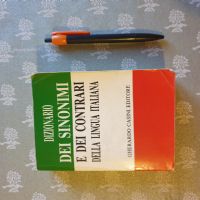 DIZIONARIO
DEI SINONIMI
E DEI CONTRARI
DELLA LINGUA ITALIANA
GHERARDO CASINI EDITORE